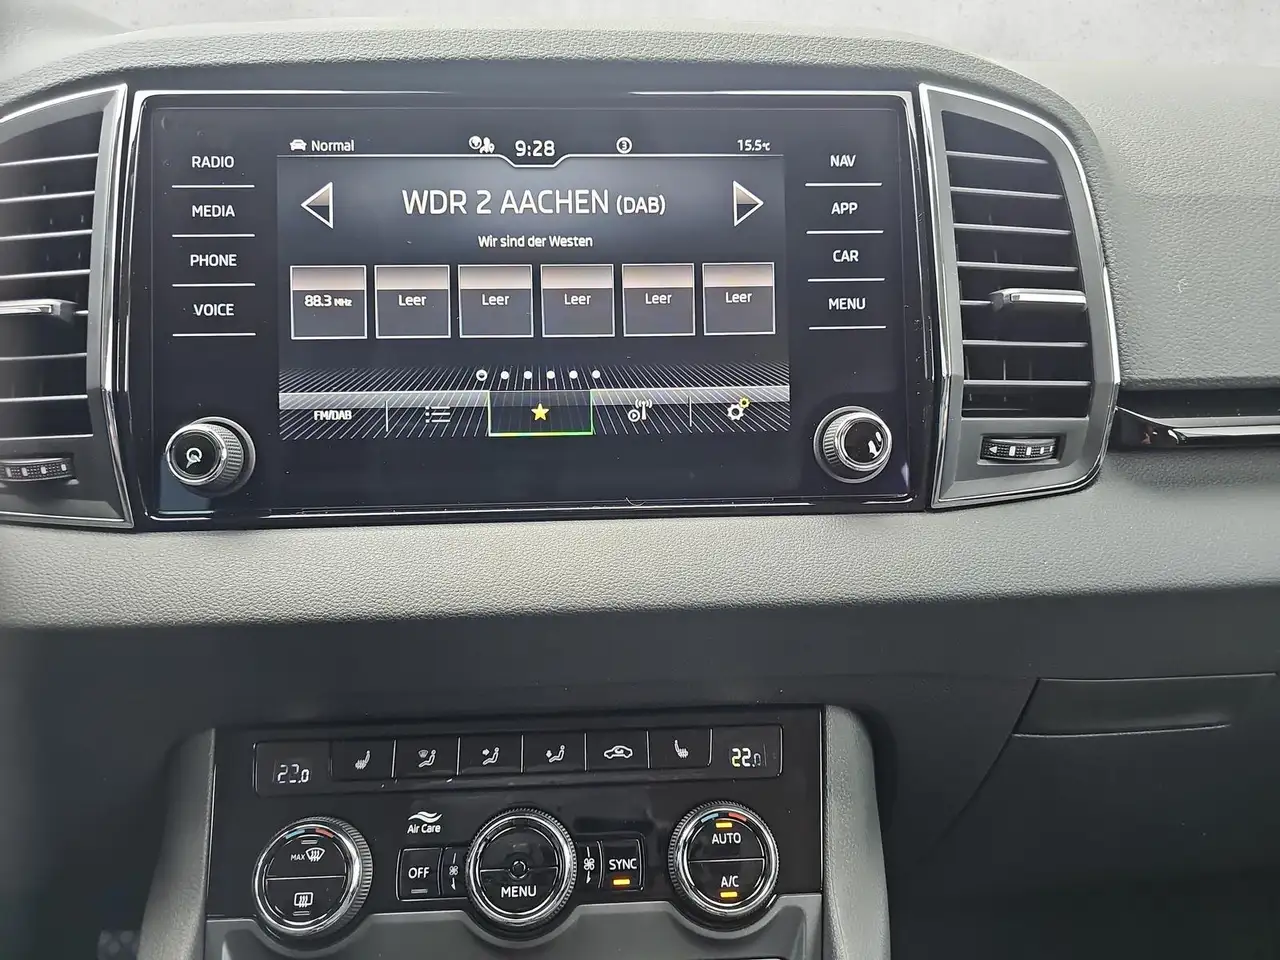 Normal
9:28
3
15.5°C
RADIO
MEDIA
PHONE
VOICE
WDR 2 AACHEN (DAB)
Wir sind der Westen
88.3 MHz
Leer
Leer
Leer
Leer
Leer
FM/DAB
NAV
APP
CAR
MENU
22.0
22.0
Air Care
MAX
OFF
MENU
SYNC
AUTO
A/C